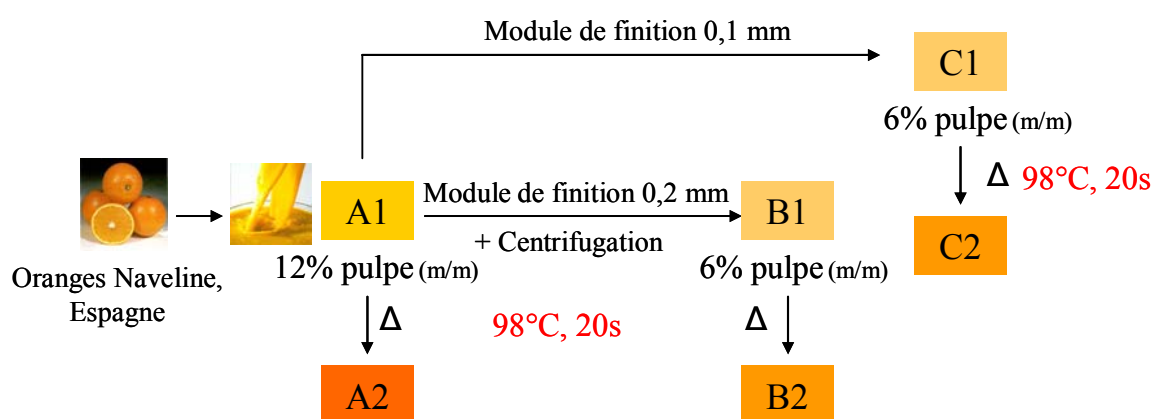 Module de finition 0,1 mm
C1
6% pulpe (m/m)
Δ 98°C, 20s
C2
A1
Module de finition 0,2 mm
+ Centrifugation
B1
Oranges Naveline,
Espagne
12% pulpe (m/m)
6% pulpe (m/m)
Δ
98°C, 20s
Δ
A2
B2